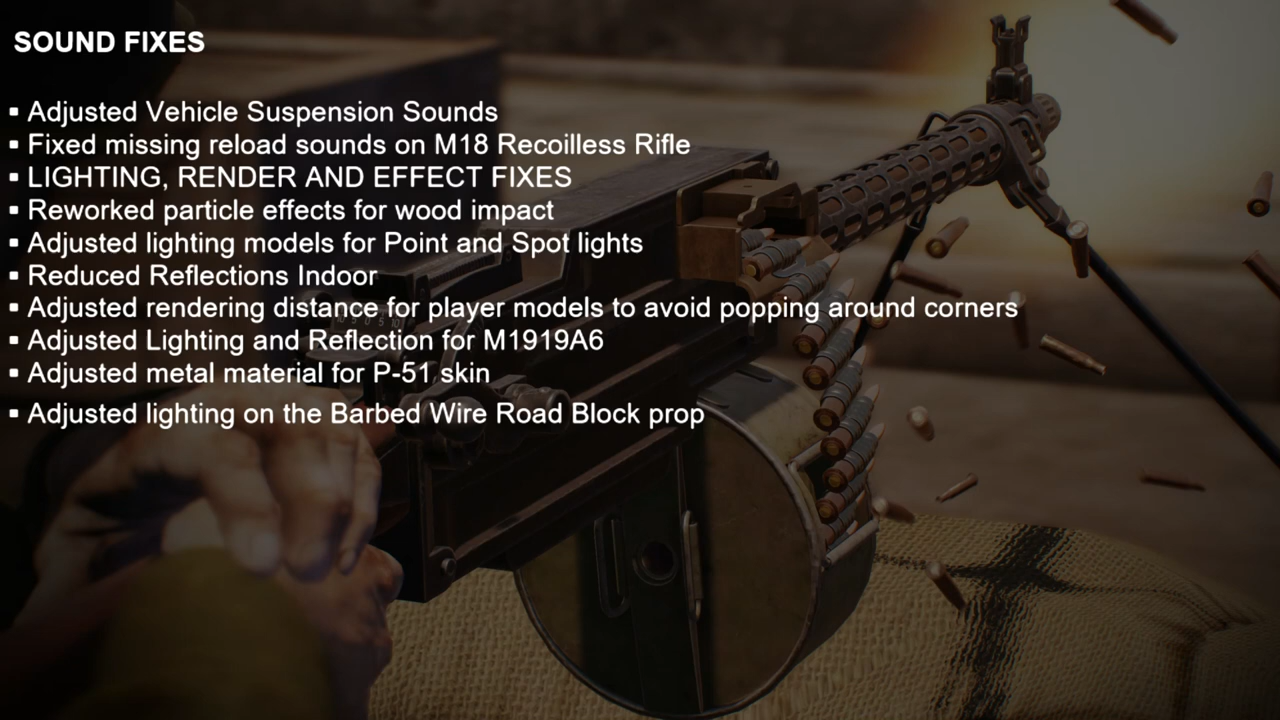 SOUND FIXES
▪ Adjusted Vehicle Suspension Sounds
▪ Fixed missing reload sounds on M18 Recoilless Rifle
▪ LIGHTING, RENDER AND EFFECT FIXES
▪ Reworked particle effects for wood impact
▪ Adjusted lighting models for Point and Spot lights
▪ Reduced Reflections Indoor
▪ Adjusted rendering distance for player models to avoid popping around corners
▪ Adjusted Lighting and Reflection for M1919A6
▪ Adjusted metal material for P-51 skin
▪ Adjusted lighting on the Barbed Wire Road Block prop